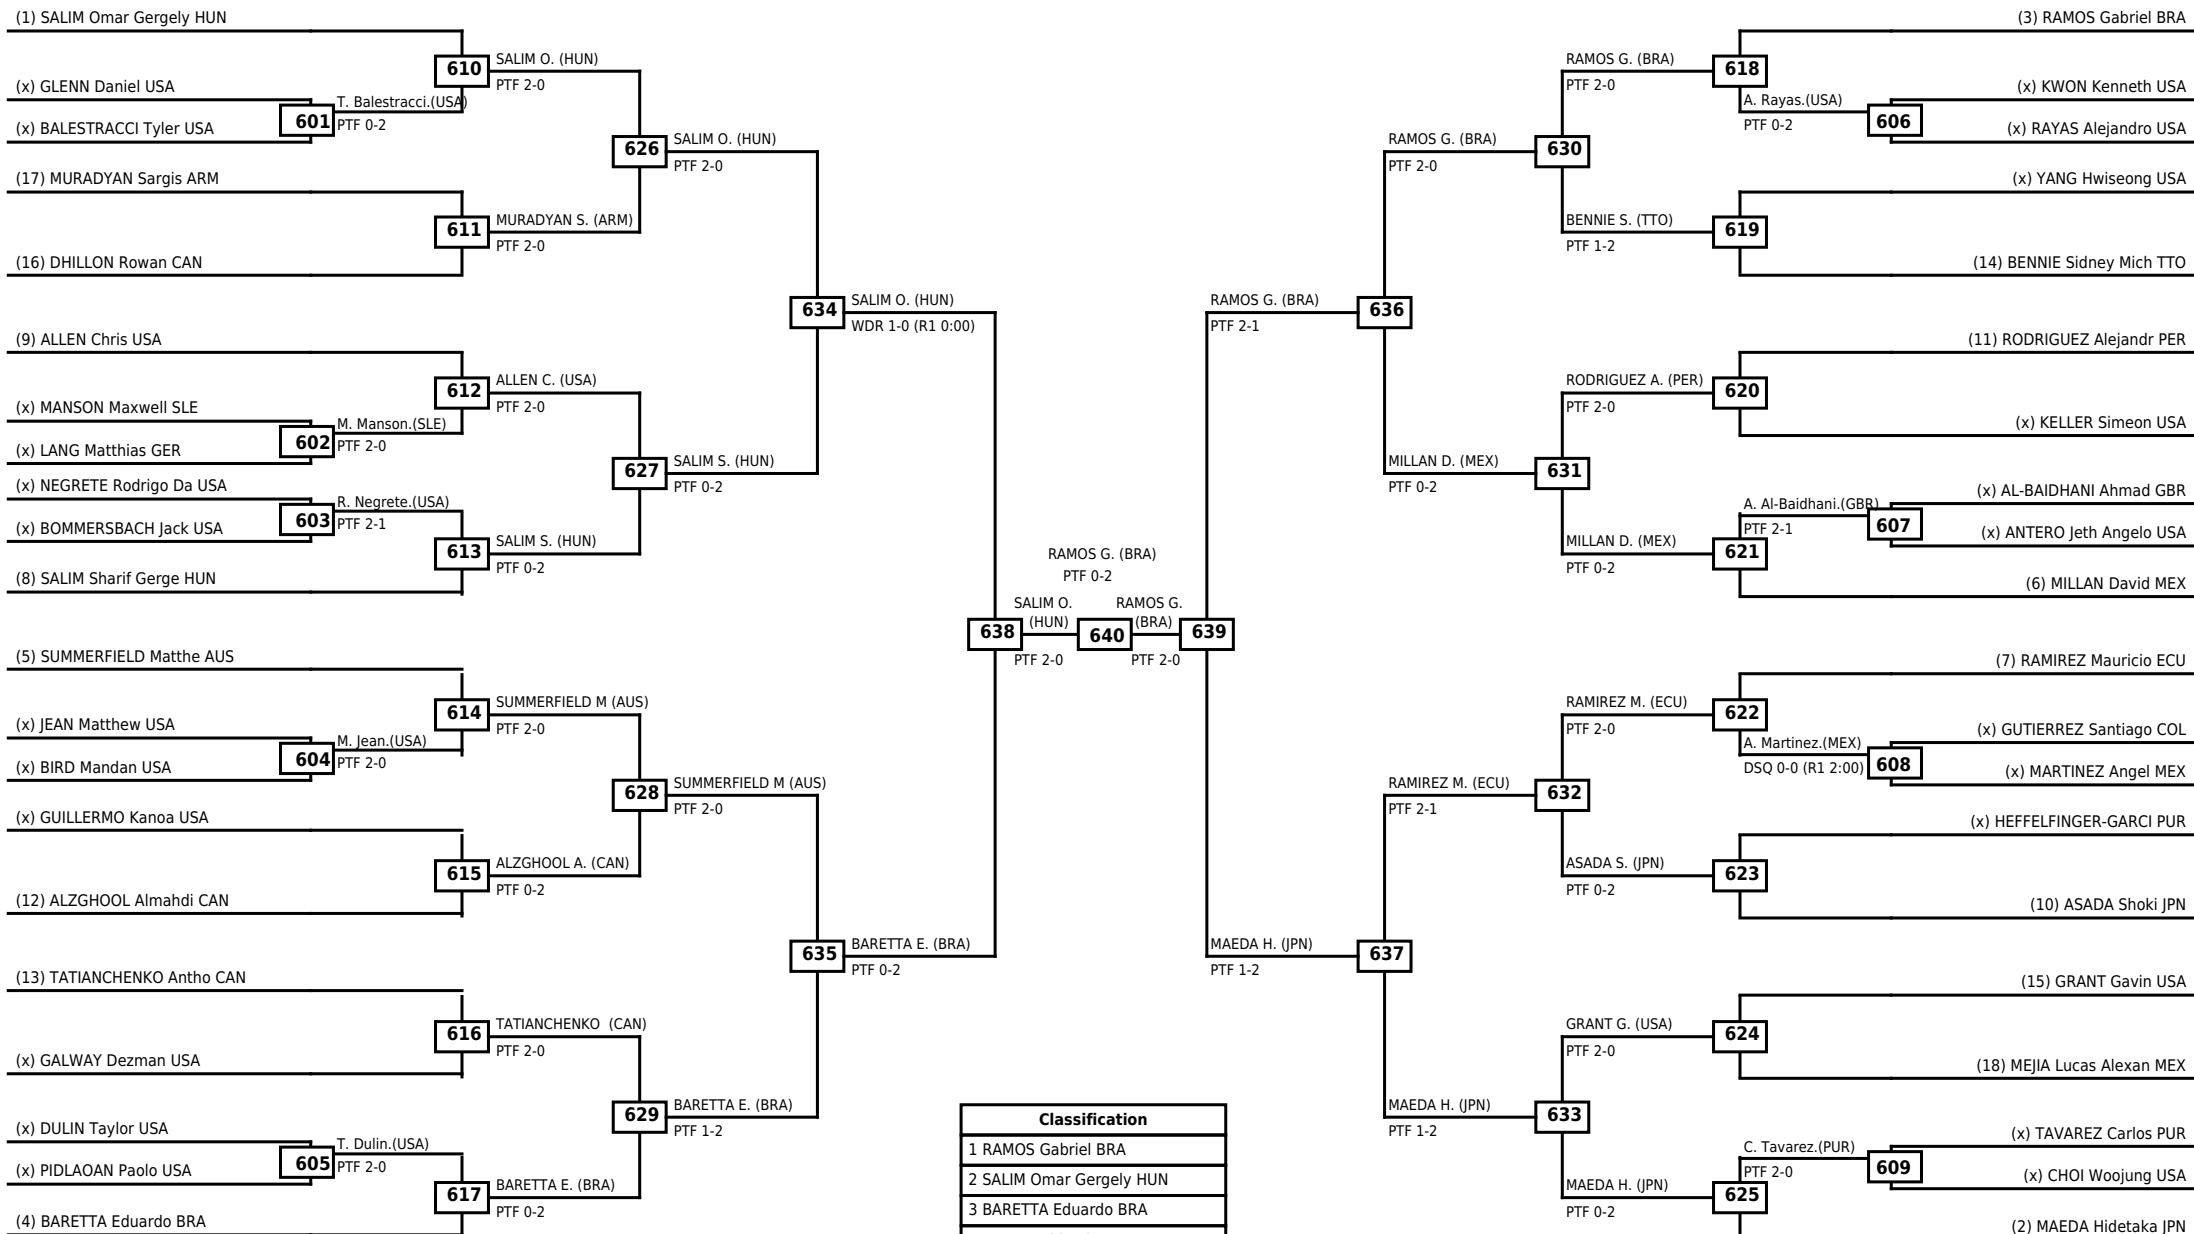 (1) SALIM Omar Gergely HUN
(x) GLENN Daniel USA
(x) BALESTRACCI Tyler USA
(17) MURADYAN Sargis ARM
(16) DHILLON Rowan CAN
(9) ALLEN Chris USA
(x) MANSON Maxwell SLE
(x) LANG Matthias GER
(x) NEGRETE Rodrigo Da USA
(x) BOMMERSBACH Jack USA
(8) SALIM Sharif Gerge HUN
(5) SUMMERFIELD Matthe AUS
(x) JEAN Matthew USA
(x) BIRD Mandan USA
(x) GUILLERMO Kanoa USA
(12) ALZGHOOL Almahdi CAN
(13) TATIANCHENKO Antho CAN
(x) GALWAY Dezman USA
(x) DULIN Taylor USA
(x) PIDLAOAN Paolo USA
(4) BARETTA Eduardo BRA
601
T. Balestracci.(USA)
PTF 0-2
602
M. Manson.(SLE)
PTF 2-0
603
R. Negrete.(USA)
PTF 2-1
604
M. Jean.(USA)
PTF 2-0
605
T. Dulin.(USA)
PTF 2-0
610
SALIM O. (HUN)
PTF 2-0
611
MURADYAN S. (ARM)
PTF 2-0
612
ALLEN C. (USA)
PTF 2-0
613
SALIM S. (HUN)
PTF 0-2
614
SUMMERFIELD M (AUS)
PTF 2-0
615
ALZGHOOL A. (CAN)
PTF 0-2
616
TATIANCHENKO (CAN)
PTF 2-0
617
BARETTA E. (BRA)
PTF 0-2
626
SALIM O. (HUN)
PTF 2-0
627
SALIM S. (HUN)
PTF 0-2
628
SUMMERFIELD M (AUS)
PTF 2-0
629
BARETTA E. (BRA)
PTF 1-2
634
SALIM O. (HUN)
WDR 1-0 (R1 0:00)
635
BARETTA E. (BRA)
PTF 0-2
638
SALIM O.
(HUN)
PTF 2-0
RAMOS G. (BRA)
PTF 0-2
640
RAMOS G.
(BRA)
PTF 2-0
639
RAMOS G. (BRA)
PTF 2-1
636
MAEDA H. (JPN)
PTF 1-2
637
RAMOS G. (BRA)
PTF 2-0
630
MILLAN D. (MEX)
PTF 0-2
631
RAMIREZ M. (ECU)
PTF 2-1
632
MAEDA H. (JPN)
PTF 1-2
633
RAMOS G. (BRA)
PTF 2-0
618
BENNIE S. (TTO)
PTF 1-2
619
RODRIGUEZ A. (PER)
PTF 2-0
620
MILLAN D. (MEX)
PTF 0-2
621
RAMIREZ M. (ECU)
PTF 2-0
622
ASADA S. (JPN)
PTF 0-2
623
GRANT G. (USA)
PTF 2-0
624
MAEDA H. (JPN)
PTF 0-2
625
A. Rayas.(USA)
PTF 0-2
606
A. Al-Baidhani.(GBR)
PTF 2-1
607
A. Martinez.(MEX)
DSQ 0-0 (R1 2:00)
608
C. Tavarez.(PUR)
PTF 2-0
609
(3) RAMOS Gabriel BRA
(x) KWON Kenneth USA
(x) RAYAS Alejandro USA
(x) YANG Hwiseong USA
(14) BENNIE Sidney Mich TTO
(11) RODRIGUEZ Alejandr PER
(x) KELLER Simeon USA
(x) AL-BAIDHANI Ahmad GBR
(x) ANTERO Jeth Angelo USA
(6) MILLAN David MEX
(7) RAMIREZ Mauricio ECU
(x) GUTIERREZ Santiago COL
(x) MARTINEZ Angel MEX
(x) HEFFELFINGER-GARCI PUR
(10) ASADA Shoki JPN
(15) GRANT Gavin USA
(18) MEJIA Lucas Alexan MEX
(x) TAVAREZ Carlos PUR
(x) CHOI Woojung USA
(2) MAEDA Hidetaka JPN
Classification
1 RAMOS Gabriel BRA
2 SALIM Omar Gergely HUN
3 BARETTA Eduardo BRA